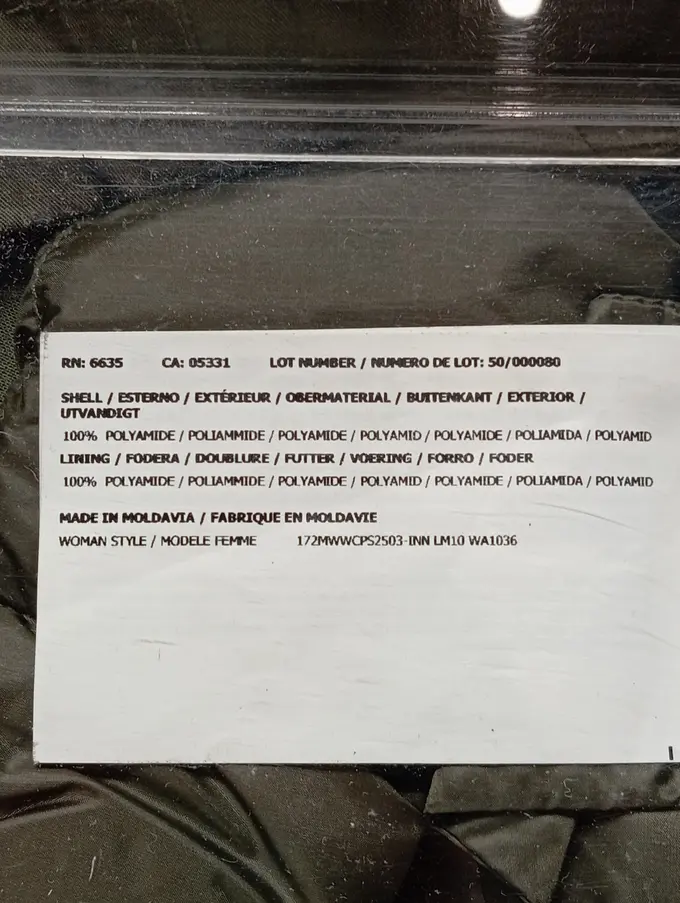 RN: 6635 CA: 05331 LOT NUMBER / NUMERO DE LOT: 50/000080
SHELL / ESTERNO / EXTÉRIEUR / OBERMATERIAL / BUITENKANT / EXTERIOR /
UTVANDIGT
100% POLYAMIDE / POLIAMMIDE / POLYAMIDE / POLYAMID / POLYAMIDE / POLIAMIDA / POLYAMID
LINING / FODERA / DOUBLURE / FUTTER / VOERING / FORRO / FODER
100% POLYAMIDE / POLIAMMIDE / POLYAMIDE / POLYAMID / POLYAMIDE / POLIAMIDA / POLYAMID
MADE IN MOLDAVIA / FABRIQUE EN MOLDAVIE
WOMAN STYLE / MODELE FEMME 172MWWCPS2503-INN LM10 WA1036